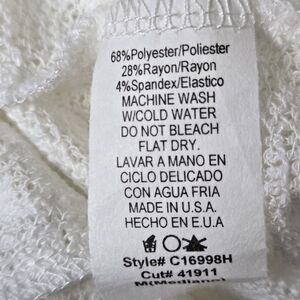 68%Polyester/Poliester
28%Rayon/Rayon
4%Spandex/Elastico
MACHINE WASH
W/COLD WATER
DO NOT BLEACH
FLAT DRY.
LAVAR A MANO EN
CICLO DELICADO
CON AGUA FRIA
MADE IN U.S.A.
HECHO EN E.U.A
Style# C16998H
Cut# 41911
M(Mediano)